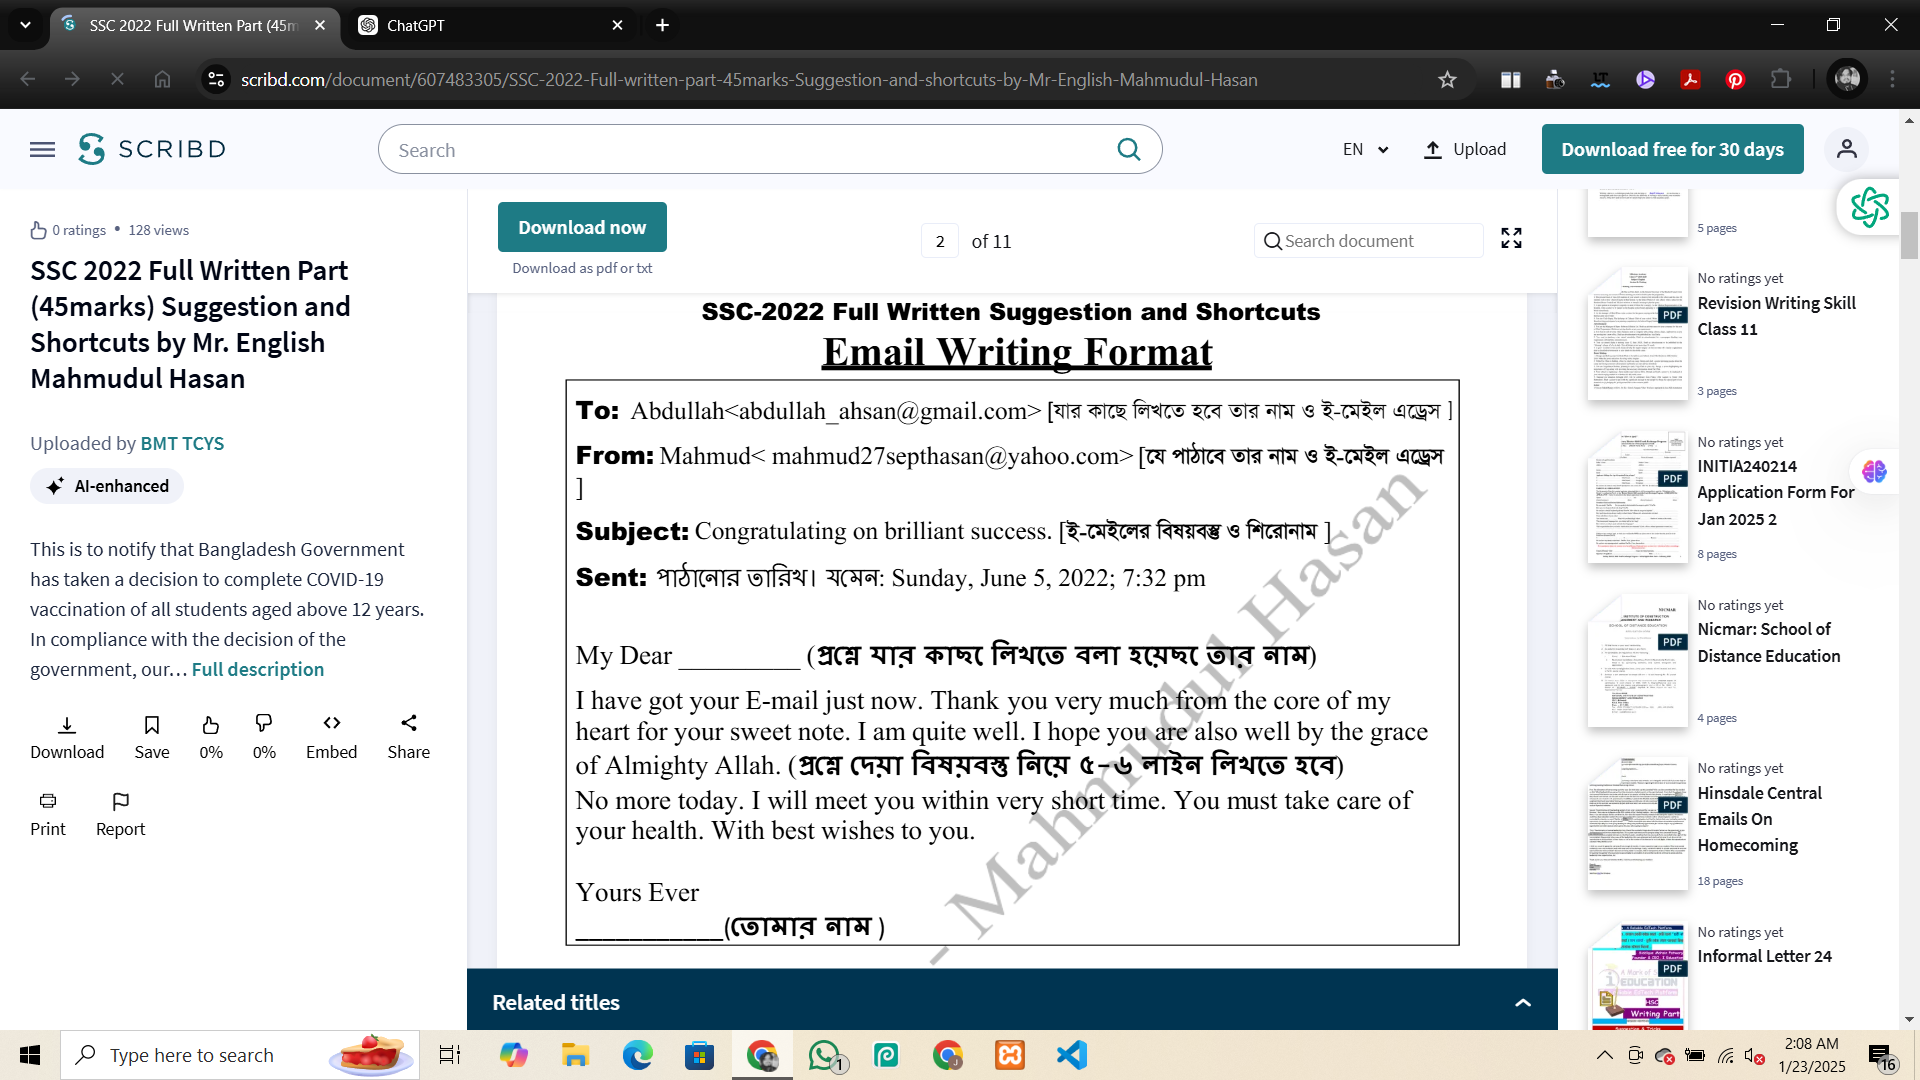 SSC 2022 Full Written Part (45m
ChatGPT
scribd.com/document/607483305/SSC-2022-Full-written-part-45marks-Suggestion-and-shortcuts-by-Mr-English-Mahmudul-Hasan
SCRIBD
Search
EN
Upload
Download free for 30 days
0 ratings • 128 views
SSC 2022 Full Written Part
(45marks) Suggestion and
Shortcuts by Mr. English
Mahmudul Hasan
Uploaded by BMT TCYS
AI-enhanced
This is to notify that Bangladesh Government
has taken a decision to complete COVID-19
vaccination of all students aged above 12 years.
In compliance with the decision of the
government, our... Full description
Download
Save
0%
0%
Embed
Share
Print
Report
Download now
Download as pdf or txt
2 of 11
Search document
SSC-2022 Full Written Suggestion and Shortcuts
Email Writing Format
To: Abdullah<abdullah_ahsan@gmail.com> [যার কাছে লিখতে হবে তার নাম ও ই-মেইল এড্রেস ]
From: Mahmud< mahmud27septhasan@yahoo.com> [যে পাঠাবে তার নাম ও ই-মেইল এড্রেস
]
Subject: Congratulating on brilliant success. [ই-মেইলের বিষয়বস্তু ও শিরোনাম ]
Sent: পাঠানোর তারিখ। যেমন: Sunday, June 5, 2022; 7:32 pm
My Dear _________ (প্রশ্নে যার কাছে লিখতে বলা হয়েছে তার নাম)
I have got your E-mail just now. Thank you very much from the core of my
heart for your sweet note. I am quite well. I hope you are also well by the grace
of Almighty Allah. (প্রশ্নে দেয়া বিষয়বস্তু নিয়ে ৫-৬ লাইন লিখতে হবে)
No more today. I will meet you within very short time. You must take care of
your health. With best wishes to you.
Yours Ever
___________(তোমার নাম )
- Mahmudul Hasan
Related titles
5 pages
No ratings yet
Revision Writing Skill
Class 11
PDF
3 pages
No ratings yet
INITIA240214
Application Form For
Jan 2025 2
PDF
8 pages
No ratings yet
Nicmar: School of
Distance Education
PDF
4 pages
No ratings yet
Hinsdale Central
Emails On
Homecoming
PDF
18 pages
No ratings yet
Informal Letter 24
PDF
EDUCATION
Writing Part
Type here to search
1
2:08 AM
1/23/2025
16